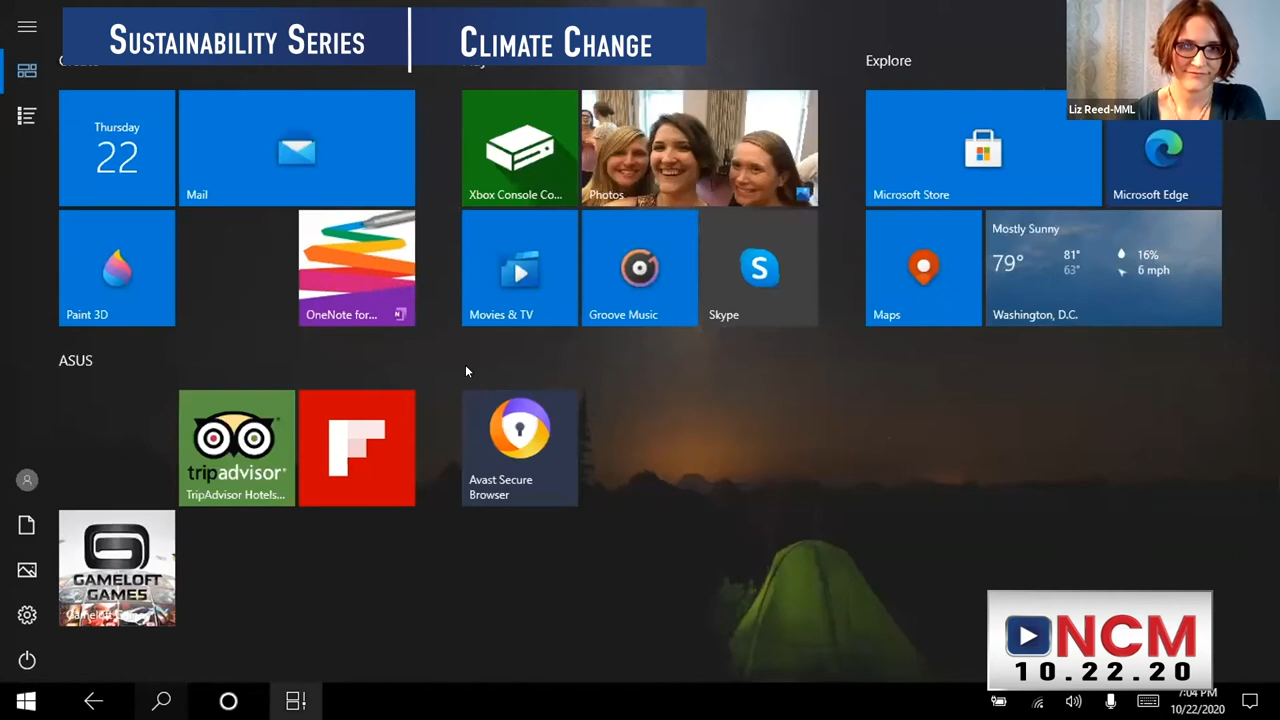 SUSTAINABILITY SERIES
CLIMATE CHANGE
Explore
Liz Reed-MML
Thursday
22
Mail
Xbox Console Co...
Photos
Microsoft Store
Microsoft Edge
Paint 3D
OneNote for...
Movies & TV
Groove Music
S
Skype
Maps
Mostly Sunny
79°
81°
63°
16%
6 mph
Washington, D.C.
ASUS
tripadvisor®
TripAdvisor Hotels...
Avast Secure
Browser
GAMELOFT
GAMES
NCM
10.22.20
7:04 PM
10/22/2020